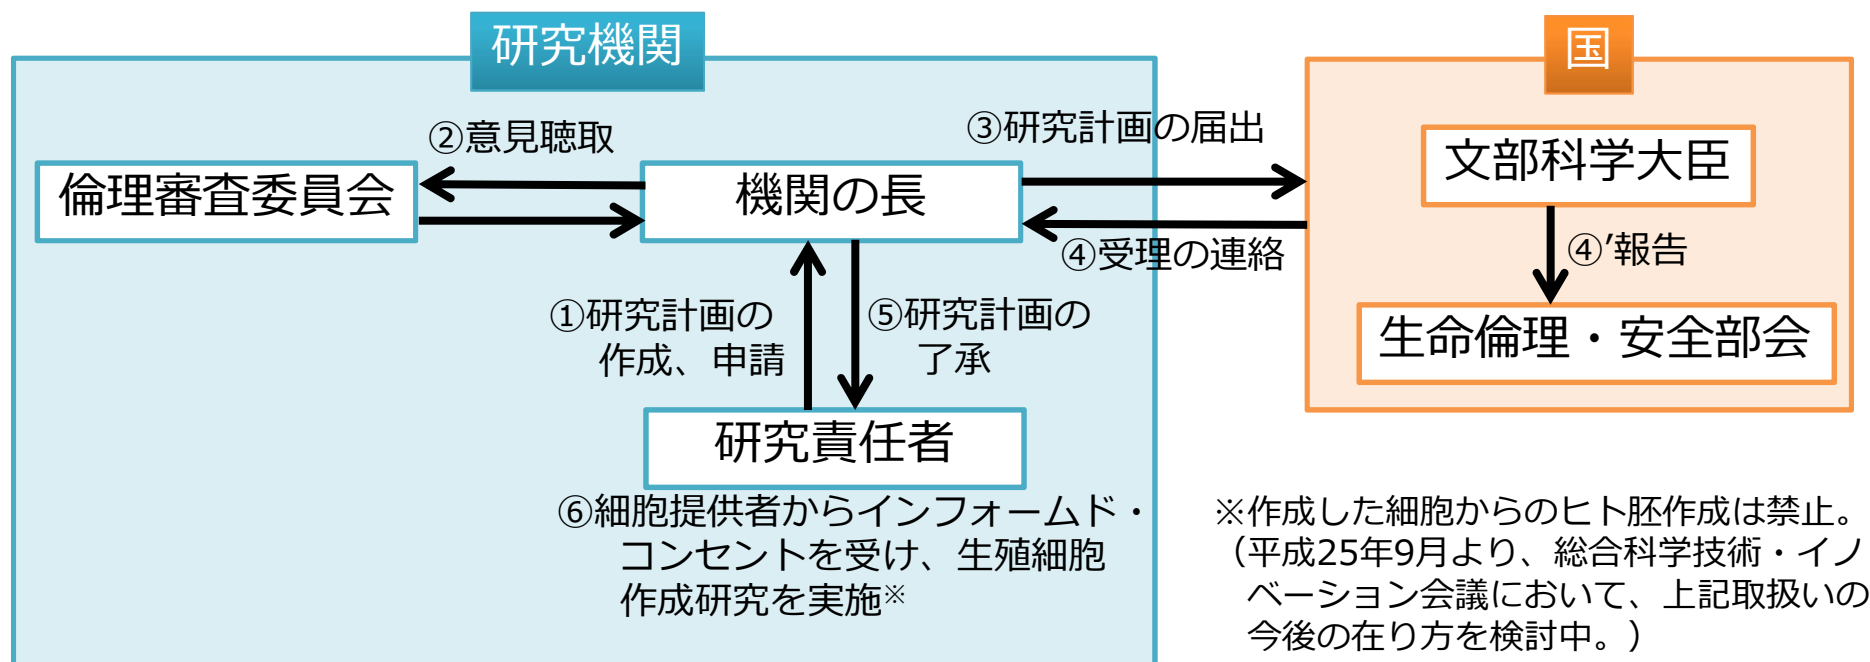 研究機関
国
②意見聴取
③研究計画の届出
倫理審査委員会
機関の長
文部科学大臣
④受理の連絡
④’報告
①研究計画の
作成、申請
⑤研究計画の
了承
生命倫理・安全部会
研究責任者
⑥細胞提供者からインフォームド・
コンセントを受け、生殖細胞
作成研究を実施※
※作成した細胞からのヒト胚作成は禁止。
（平成25年9月より、総合科学技術・イノ
ベーション会議において、上記取扱いの
今後の在り方を検討中。）